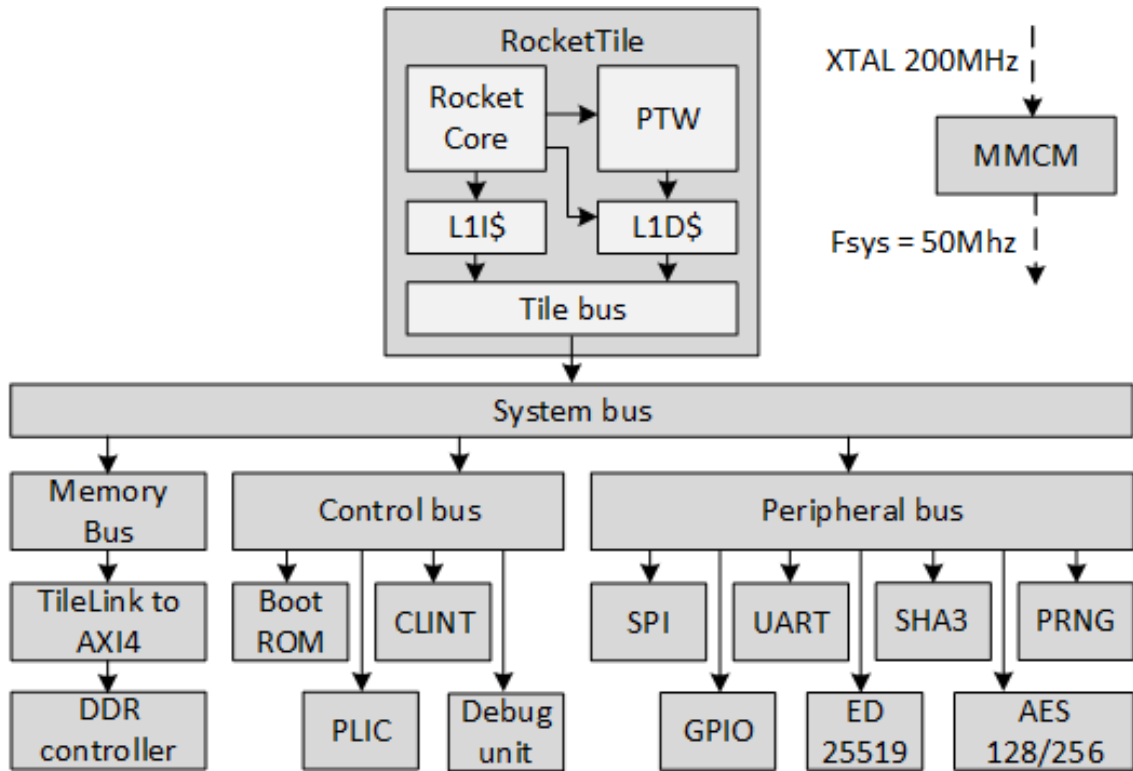 RocketTile
Rocket
Core
PTW
L1I$
L1D$
Tile bus
XTAL 200MHz
MMCM
Fsys = 50Mhz
System bus
Memory
Bus
Control bus
Peripheral bus
TileLink to
AXI4
Boot
ROM
CLINT
SPI
UART
SHA3
PRNG
DDR
controller
PLIC
Debug
unit
GPIO
ED
25519
AES
128/256